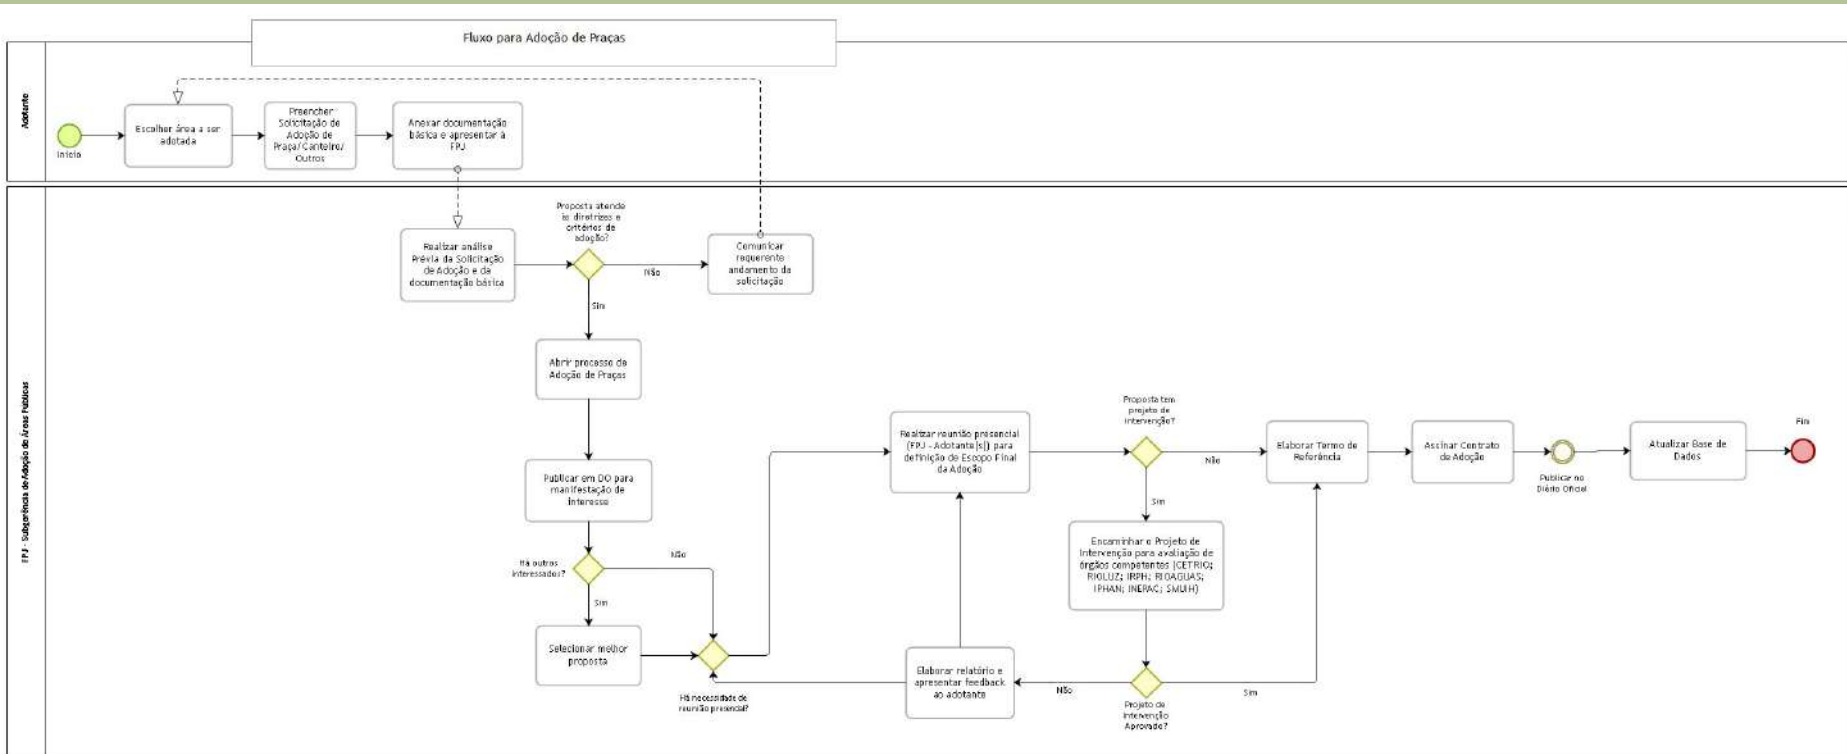 Fluxo para Adoção de Praças
Adotante
Início
Escolher área a ser
adotada
Preencher
Solicitação de
Adoção de
Praça/Canteiro/
Outros
Anexar documentação
básica e apresentar à
FPJ
FPJ - Subgerência de Adoção de Áreas Públicas
Realizar análise
Prévia da Solicitação
de Adoção e da
documentação básica
Proposta atende
às diretrizes e
critérios de
adoção?
Não
Comunicar
requerente
andamento da
solicitação
Sim
Abrir processo de
Adoção de Praças
Publicar em DO para
manifestação de
interesse
Há outros
interessados?
Não
Sim
Selecionar melhor
proposta
Há necessidade de
reunião presencial?
Realizar reunião presencial
(FPJ - Adotante(s)) para
definição de Escopo Final
da Adoção
Proposta tem
projeto de
intervenção?
Não
Sim
Encaminhar o Projeto de
Intervenção para avaliação de
órgãos competentes (CETRIO;
RIOLUZ; IRPH; RIOAGUAS;
IPHAN; INEPAC; SMUIH)
Projeto de
Intervenção
Aprovado?
Não
Sim
Elaborar relatório e
apresentar feedback
ao adotante
Elaborar Termo de
Referência
Assinar Contrato
de Adoção
Publicar no
Diário Oficial
Atualizar Base de
Dados
Fim